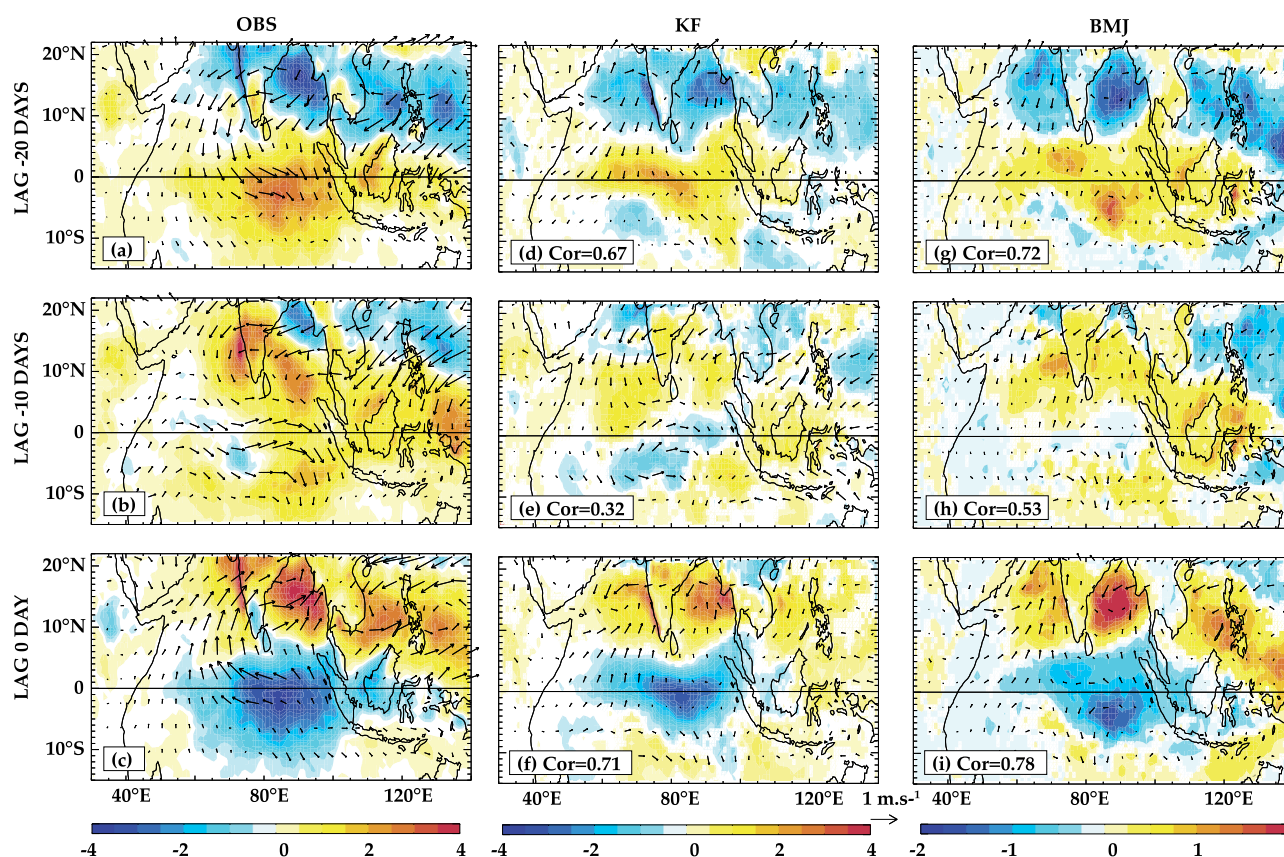 OBS KF BMJ
LAG -20 DAYS
20°N
10°N
0
10°S
(a)
(d) Cor=0.67
(g) Cor=0.72
LAG -10 DAYS
20°N
10°N
0
10°S
(b)
(e) Cor=0.32
(h) Cor=0.53
LAG 0 DAY
20°N
10°N
0
10°S
(c)
(f) Cor=0.71
(i) Cor=0.78
40°E 80°E 120°E 40°E 80°E 120°E 1 m.s-1 40°E 80°E 120°E
-4 -2 0 2 4 -4 -2 0 2 4 -2 -1 0 1